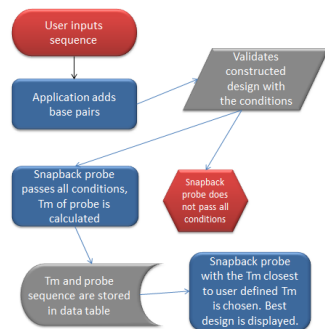 User inputs
sequence
Validates
constructed
design with
the conditions
Application adds
base pairs
Snapback probe
passes all conditions,
Tm of probe is
calculated
Snapback
probe does
not pass all
conditions
Tm and probe
sequence are stored
in data table
Snapback probe
with the Tm closest
to user defined Tm
is chosen. Best
design is displayed.